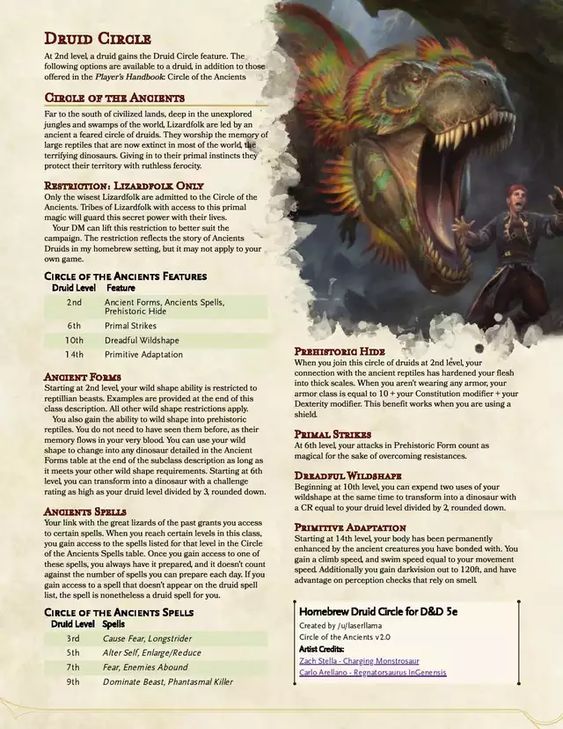 DRUID CIRCLE
At 2nd level, a druid gains the Druid Circle feature. The
following options are available to a druid, in addition to those
offered in the Player's Handbook: Circle of the Ancients
CIRCLE OF THE ANCIENTS
Far to the south of civilized lands, deep in the unexplored
jungles and swamps of the world, Lizardfolk are led by an
ancient a feared circle of druids. They worship the memory of
large reptiles that are now extinct in most of the world, the
terrifying dinosaurs. Giving in to their primal instincts they
protect their territory with ruthless ferocity.
RESTRICTION: LIZARDFOLK ONLY
Only the wisest Lizardfolk are admitted to the Circle of the
Ancients. Tribes of Lizardfolk with access to this primal
magic will guard this secret power with their lives.
Your DM can lift this restriction to better suit the
campaign. The restriction reflects the story of Ancients
Druids in my homebrew setting, but it may not apply to your
own game.
CIRCLE OF THE ANCIENTS FEATURES
Druid Level Feature
2nd Ancient Forms, Ancients Spells,
Prehistoric Hide
6th Primal Strikes
10th Dreadful Wildshape
14th Primitive Adaptation
ANCIENT FORMS
Starting at 2nd level, your wild shape ability is restricted to
reptillian beasts. Examples are provided at the end of this
class description. All other wild shape restrictions apply.
You also gain the ability to wild shape into prehistoric
reptiles. You do not need to have seen them before, as their
memory flows in your very blood. You can use your wild
shape to change into any dinosaur detailed in the Ancient
Forms table at the end of the subclass description as long as
it meets your other wild shape requirements. Starting at 6th
level, you can transform into a dinosaur with a challenge
rating as high as your druid level divided by 3, rounded down.
ANCIENTS SPELLS
Your link with the great lizards of the past grants you access
to certain spells. When you reach certain levels in this class,
you gain access to the spells listed for that level in the Circle
of the Ancients Spells table. Once you gain access to one of
these spells, you always have it prepared, and it doesn't count
against the number of spells you can prepare each day. If you
gain access to a spell that doesn't appear on the druid spell
list, the spell is nonetheless a druid spell for you.
CIRCLE OF THE ANCIENTS SPELLS
Druid Level Spells
3rd Cause Fear, Longstrider
5th Alter Self, Enlarge/Reduce
7th Fear, Enemies Abound
9th Dominate Beast, Phantasmal Killer
PREHISTORIC HIDE
When you join this circle of druids at 2nd level, your
connection with the ancient reptiles has hardened your flesh
into thick scales. When you aren't wearing any armor, your
armor class is equal to 10 + your Constitution modifier + your
Dexterity modifier. This benefit works when you are using a
shield.
PRIMAL STRIKES
At 6th level, your attacks in Prehistoric Form count as
magical for the sake of overcoming resistances.
DREADFUL WILDSHAPE
Beginning at 10th level, you can expend two uses of your
wildshape at the same time to transform into a dinosaur with
a CR equal to your druid level divided by 2, rounded down.
PRIMITIVE ADAPTATION
Starting at 14th level, your body has been permanently
enhanced by the ancient creatures you have bonded with. You
gain a climb speed, and swim speed equal to your movement
speed. Additionally you gain darkvision out to 120ft, and have
advantage on perception checks that rely on smell.
Homebrew Druid Circle for D&D 5e
Created by /u/laserllama
Circle of the Ancients v2.0
Artist Credits:
Zach Stella - Charging Monstrosaur
Carlo Arellano - Regnatorsaurus InGenensis